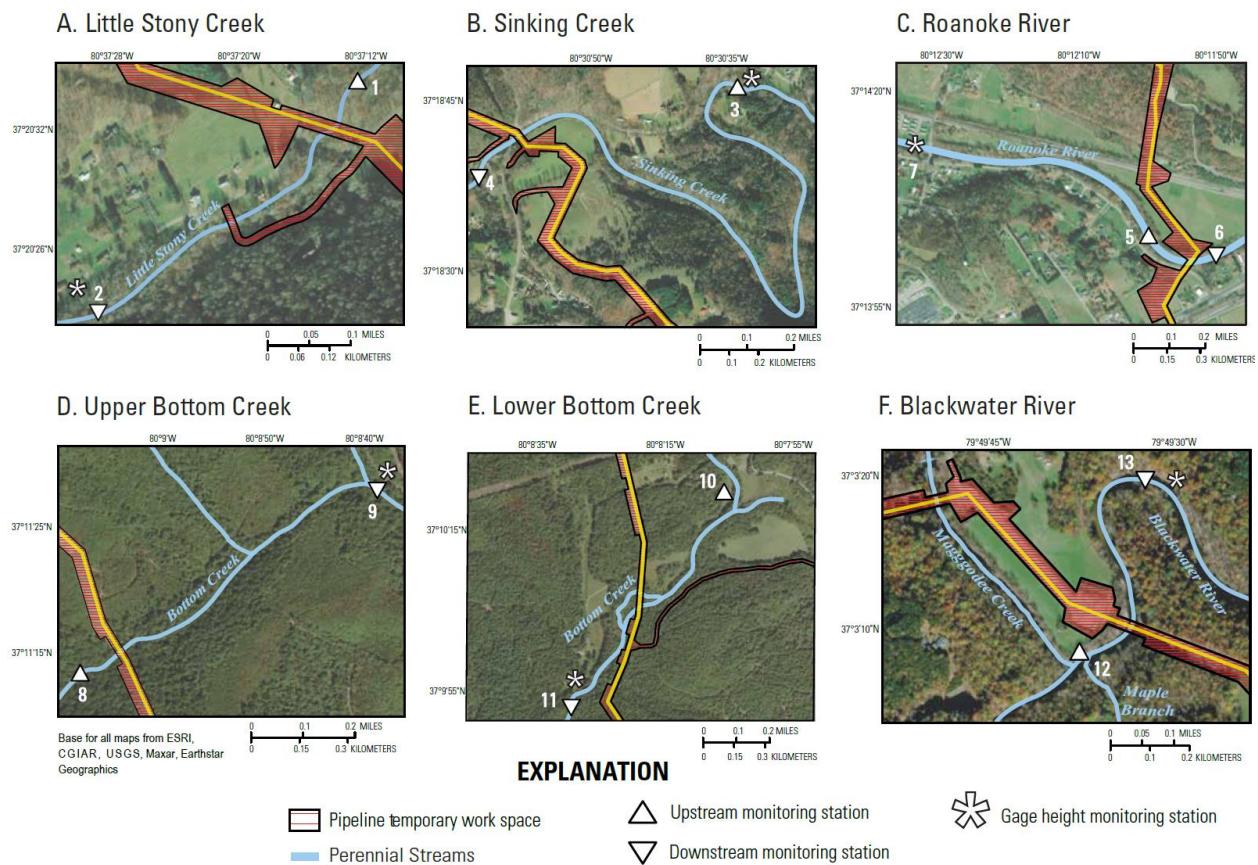 A. Little Stony Creek
80°37'28"W 80°37'20"W 80°37'12"W
37°20'32"
37°20'26"N
1
Little Stony Creek
2
0 0.05 0.1 MILES
0 0.06 0.12 KILOMETERS
B. Sinking Creek
80°30'50"W 80°30'35"W
37°18'45"
37°18'30"N
3
Sinking Creek
4
0 0.1 0.2 MILES
0 0.1 0.2 KILOMETERS
C. Roanoke River
80°12'30"W 80°12'10"W 80°11'50"W
37°14'20"
37°13'55"
Roanoke River
7
5
6
0 0.1 0.2 MILES
0 0.15 0.3 KILOMETERS
D. Upper Bottom Creek
80°9'W 80°8'50"W 80°8'40"W
37°11'25"
37°11'15"
9
Bottom Creek
8
0 0.1 0.2 MILES
0 0.15 0.3 KILOMETERS
Base for all maps from ESRI,
CGIAR, USGS, Maxar, Earthstar
Geographics
E. Lower Bottom Creek
80°8'35"W 80°8'15"W 80°7'55"W
37°10'15"
37°9'55"N
10
Bottom Creek
11
0 0.1 0.2 MILES
0 0.15 0.3 KILOMETERS
F. Blackwater River
79°49'45"W 79°49'30"W
37°3'20"
37°3'10"N
13
Magggodee Creek
Blackwater River
12
Maple
Branch
0 0.05 0.1 MILES
0 0.1 0.2 KILOMETERS
EXPLANATION
Pipeline temporary work space
Perennial Streams
Upstream monitoring station
Downstream monitoring station
Gage height monitoring station